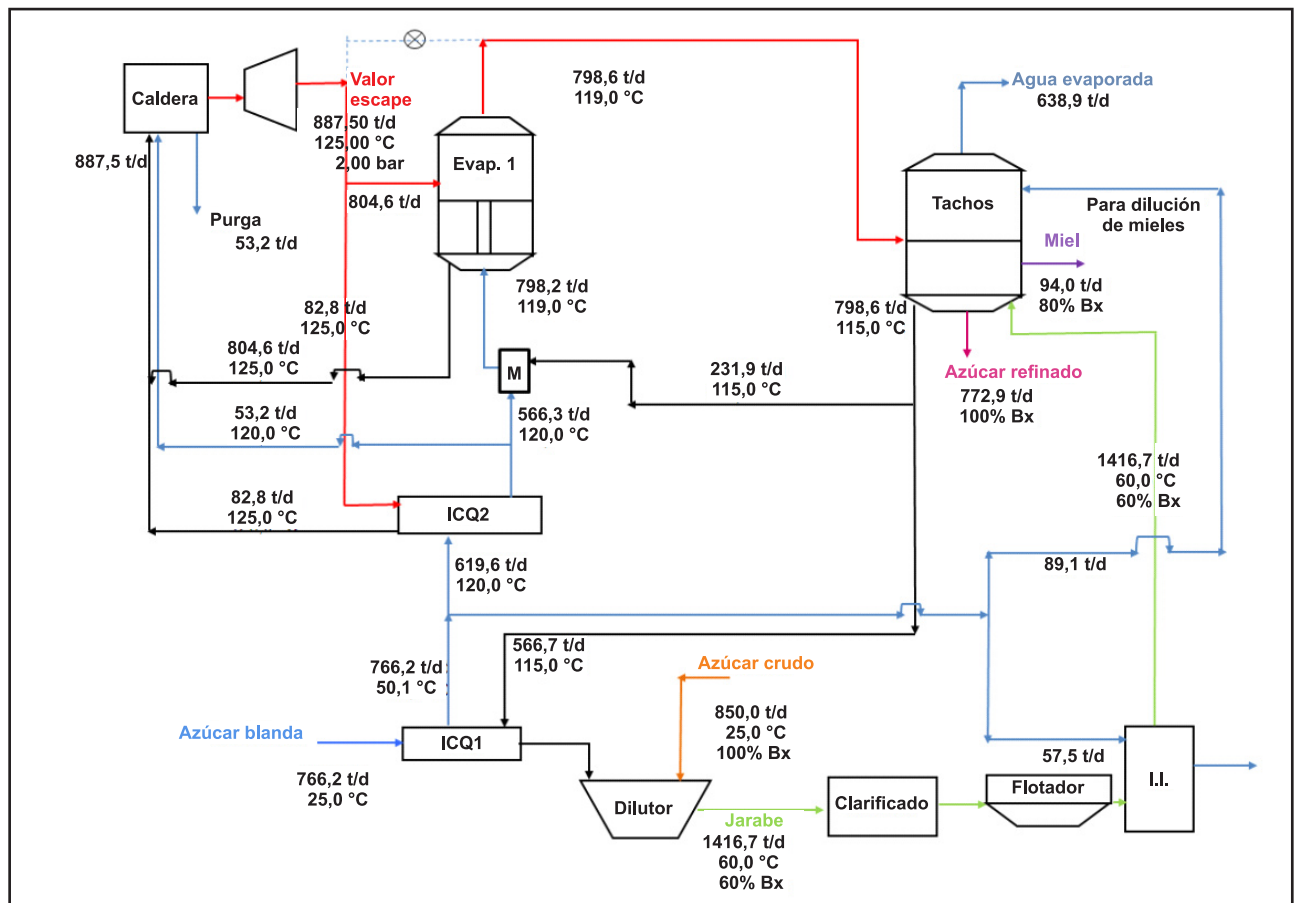 Caldera
Valor
escape
887,50 t/d
125,00 °C
2,00 bar
887,5 t/d
Purga
53,2 t/d
804,6 t/d
Evap. 1
798,6 t/d
119,0 °C
Agua evaporada
638,9 t/d
Tachos
Para dilución
de mieles
Miel
94,0 t/d
80% Bx
798,2 t/d
119,0 °C
82,8 t/d
125,0 °C
798,6 t/d
115,0 °C
804,6 t/d
125,0 °C
M
231,9 t/d
115,0 °C
Azúcar refinado
772,9 t/d
100% Bx
53,2 t/d
120,0 °C
566,3 t/d
120,0 °C
1416,7 t/d
60,0 °C
60% Bx
82,8 t/d
125,0 °C
ICQ2
619,6 t/d
120,0 °C
89,1 t/d
566,7 t/d
115,0 °C
766,2 t/d
50,1 °C
Azúcar crudo
850,0 t/d
25,0 °C
100% Bx
Azúcar blanda
ICQ1
766,2 t/d
25,0 °C
57,5 t/d
I.I.
Dilutor
Clarificado
Flotador
Jarabe
1416,7 t/d
60,0 °C
60% Bx